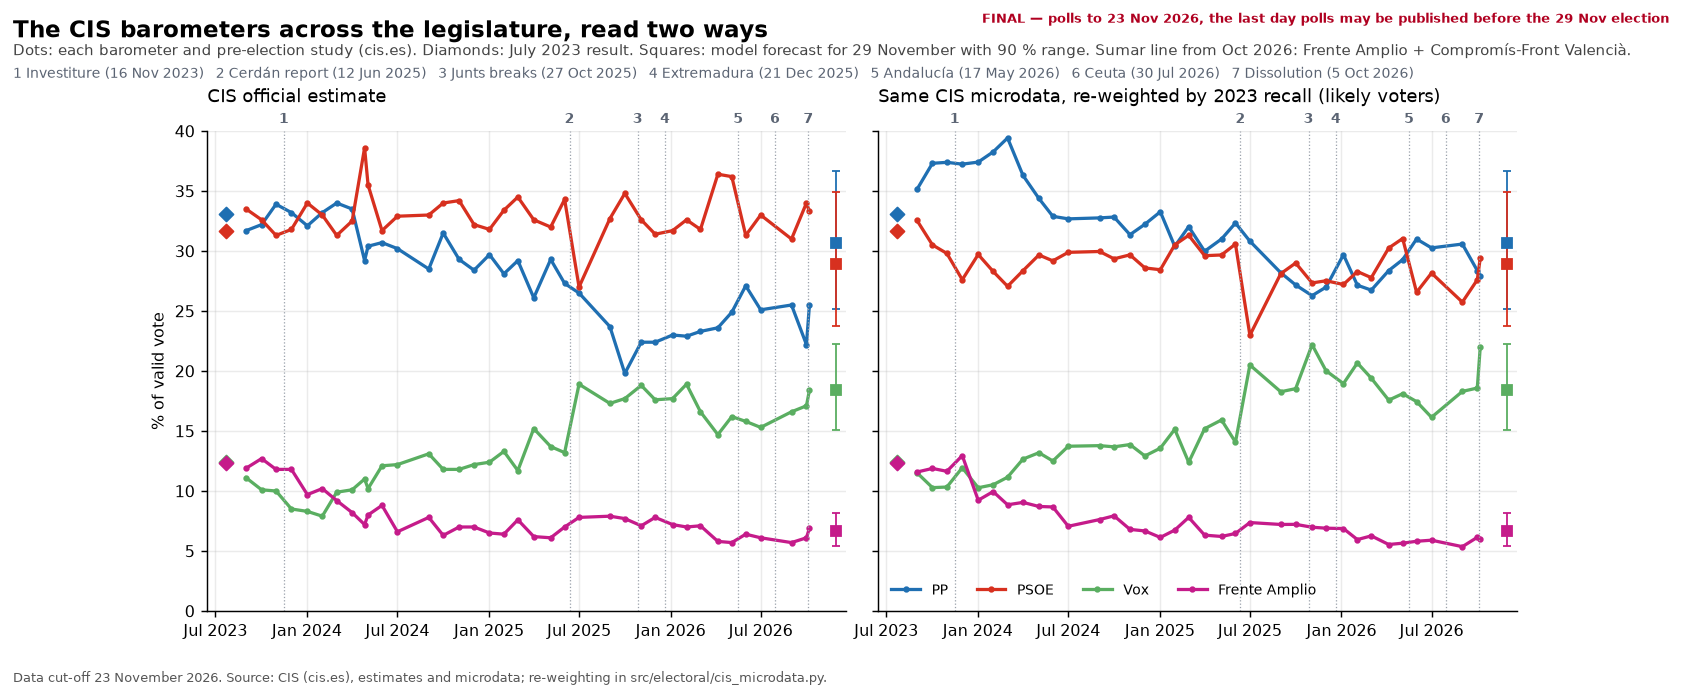 FINAL — polls to 23 Nov 2026, the last day polls may be published before the 29 Nov election
The CIS barometers across the legislature, read two ways
Dots: each barometer and pre-election study (cis.es). Diamonds: July 2023 result. Squares: model forecast for 29 November with 90 % range. Sumar line from Oct 2026: Frente Amplio + Compromís-Front Valencià.
1 Investiture (16 Nov 2023) 2 Cerdán report (12 Jun 2025) 3 Junts breaks (27 Oct 2025) 4 Extremadura (21 Dec 2025) 5 Andalucía (17 May 2026) 6 Ceuta (30 Jul 2026) 7 Dissolution (5 Oct 2026)
CIS official estimate
1 2 3 4 5 6 7
40
35
30
25
20
15
10
5
0
% of valid vote
Jul 2023 Jan 2024 Jul 2024 Jan 2025 Jul 2025 Jan 2026 Jul 2026
Same CIS microdata, re-weighted by 2023 recall (likely voters)
1 2 3 4 5 6 7
PP PSOE Vox Frente Amplio
Jul 2023 Jan 2024 Jul 2024 Jan 2025 Jul 2025 Jan 2026 Jul 2026
Data cut-off 23 November 2026. Source: CIS (cis.es), estimates and microdata; re-weighting in src/electoral/cis_microdata.py.